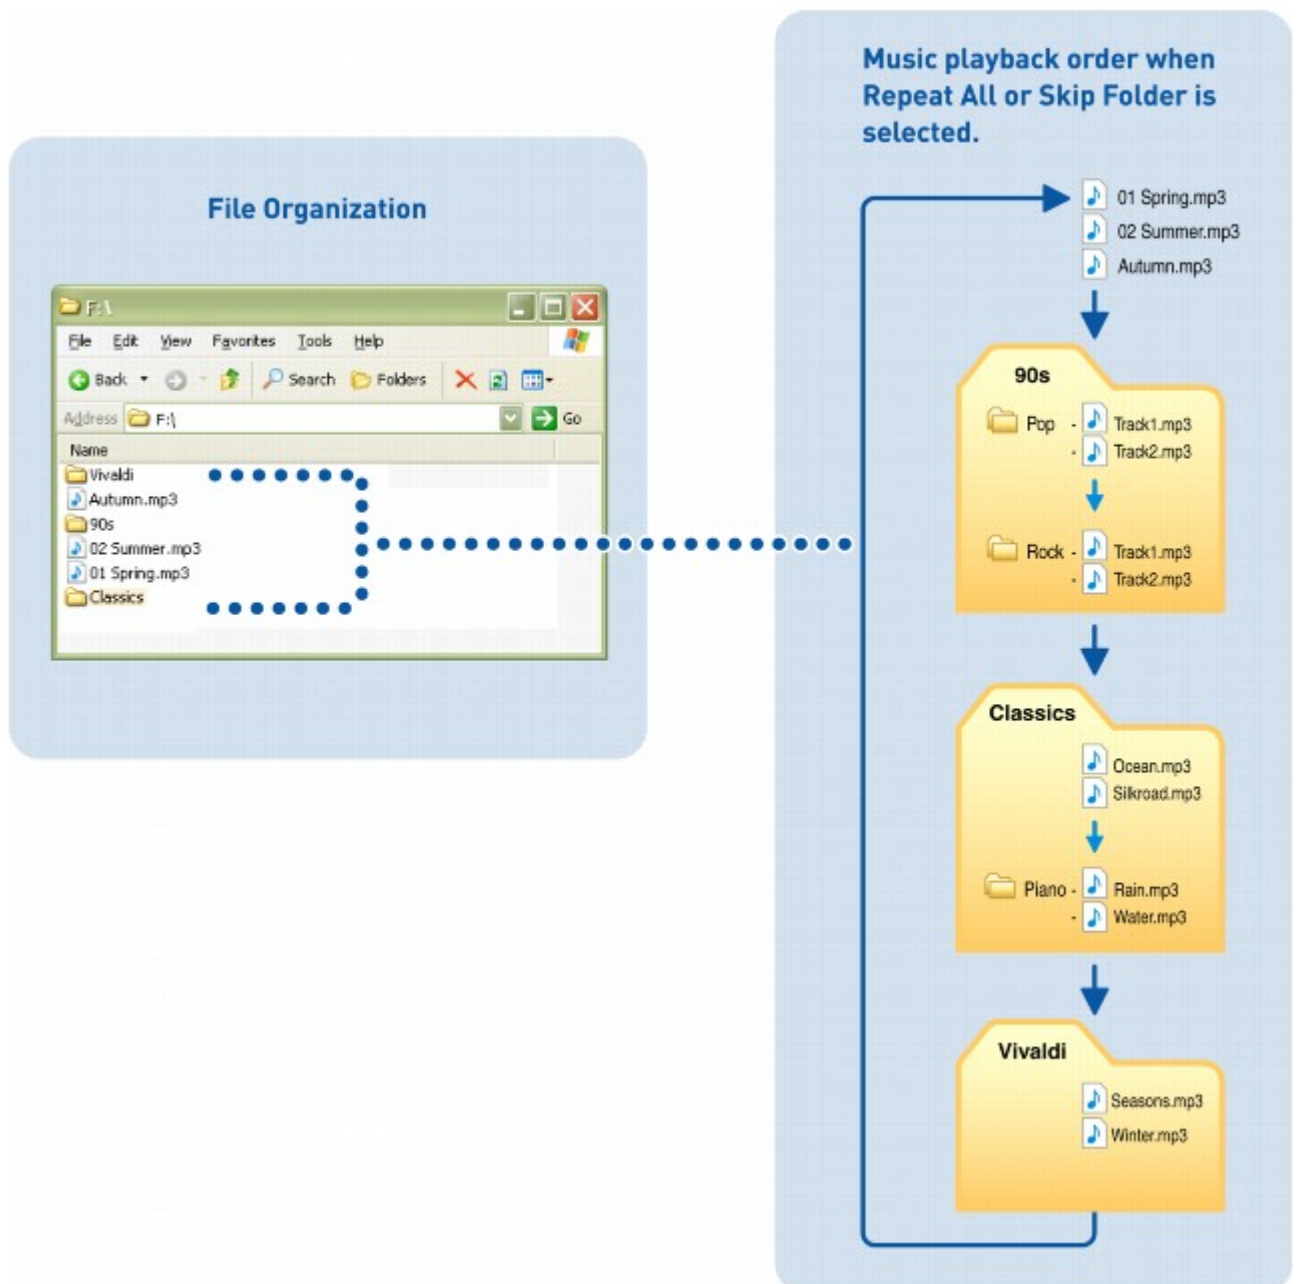 File Organization
F:\
File Edit View Favorites Tools Help
Back Search Folders
Address F:\ Go
Name
Vivaldi
Autumn.mp3
90s
02 Summer.mp3
01 Spring.mp3
Classics
Music playback order when
Repeat All or Skip Folder is
selected.
01 Spring.mp3
02 Summer.mp3
Autumn.mp3
90s
Pop - Track1.mp3
- Track2.mp3
Rock - Track1.mp3
- Track2.mp3
Classics
Ocean.mp3
Silkroad.mp3
Piano - Rain.mp3
- Water.mp3
Vivaldi
Seasons.mp3
Winter.mp3